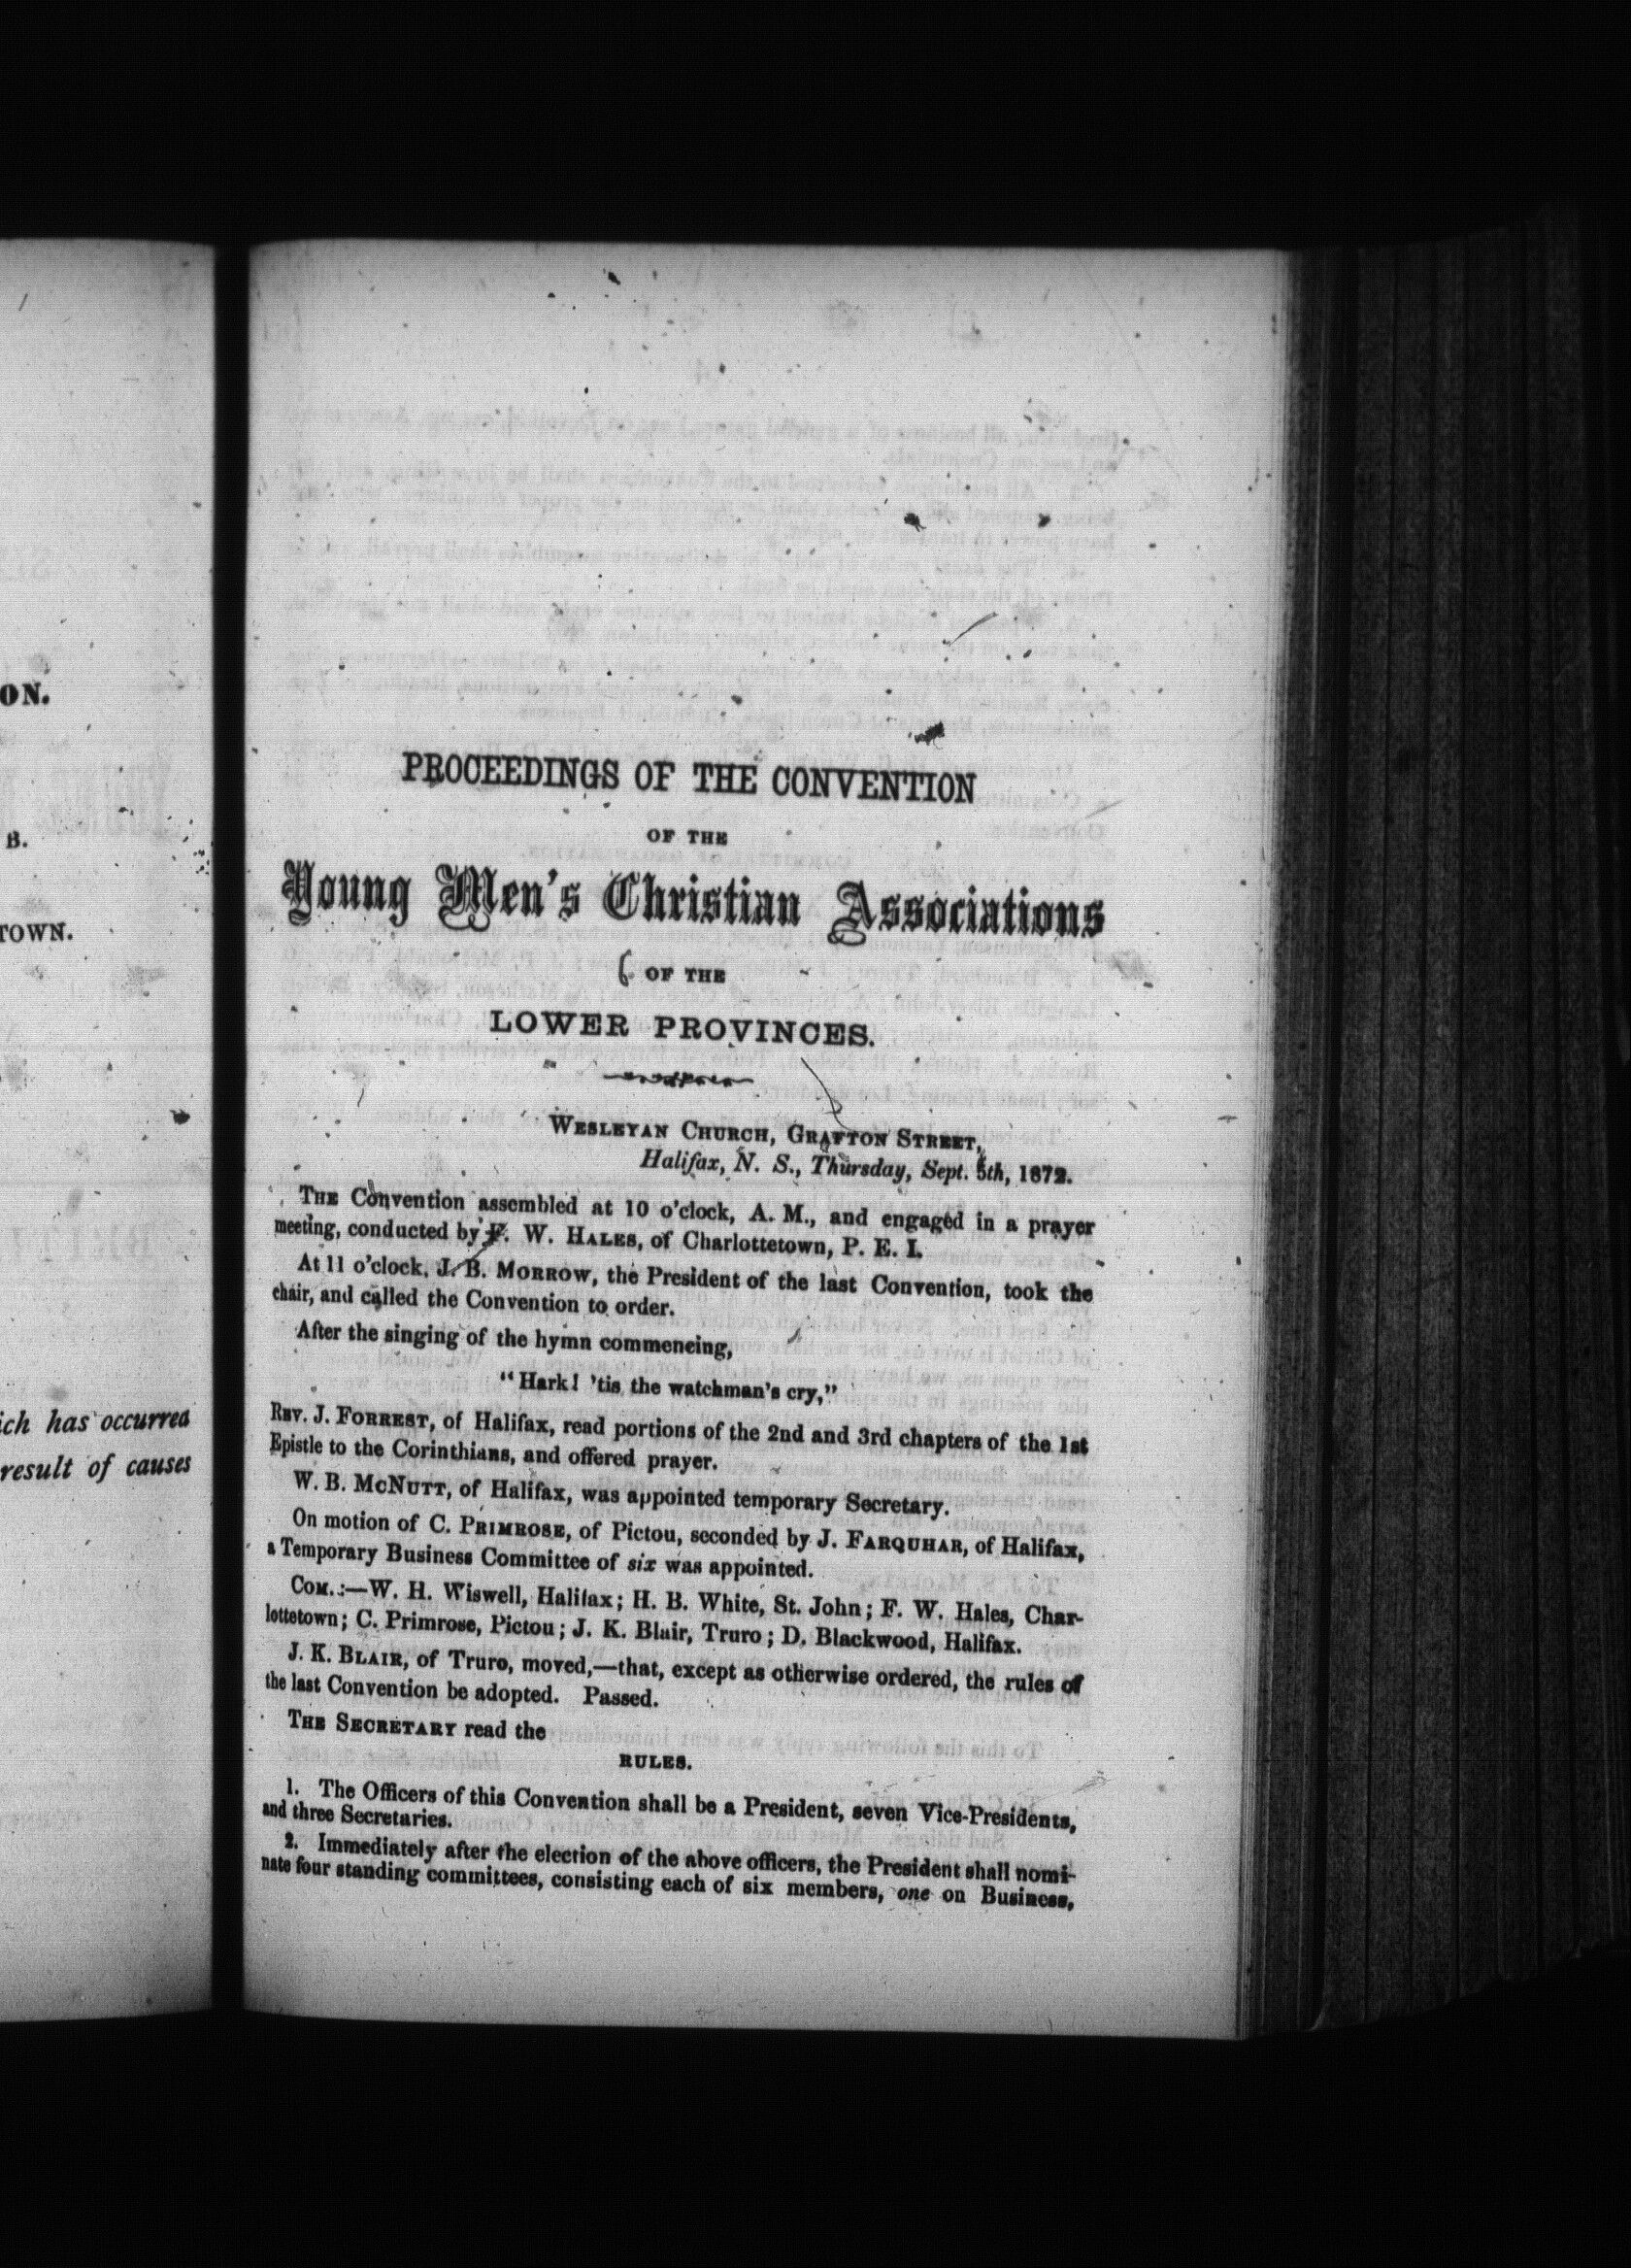 ON.
B.
TOWN.
ich has occurred
result of causes
PROCEEDINGS OF THE CONVENTION
OF THE
Young Men's Christian Associations
OF THE
LOWER PROVINCES.
WESLEYAN CHURCH, GRAFTON STREET,
Halifax, N. S., Thursday, Sept. 5th, 1872.
THE Convention assembled at 10 o'clock, A. M., and engaged in a prayer
meeting, conducted by F. W. HALES, of Charlottetown, P. E. I.
At 11 o'clock, J. B. MORROW, the President of the last Convention, took the
chair, and called the Convention to order.
After the singing of the hymn commencing,
"Hark! 'tis the watchman's cry,"
REV. J. FORREST, of Halifax, read portions of the 2nd and 3rd chapters of the 1st
Epistle to the Corinthians, and offered prayer.
W. B. MCNUTT, of Halifax, was appointed temporary Secretary.
On motion of C. PRIMROSE, of Pictou, seconded by J. FARQUHAR, of Halifax,
a Temporary Business Committee of six was appointed.
COM.:—W. H. Wiswell, Halifax; H. B. White, St. John; F. W. Hales, Char-
lottetown; C. Primrose, Pictou; J. K. Blair, Truro; D. Blackwood, Halifax.
J. K. BLAIR, of Truro, moved,—that, except as otherwise ordered, the rules of
the last Convention be adopted. Passed.
THE SECRETARY read the
RULES.
1. The Officers of this Convention shall be a President, seven Vice-Presidents,
and three Secretaries.
2. Immediately after the election of the above officers, the President shall nomi-
nate four standing committees, consisting each of six members, one on Business,